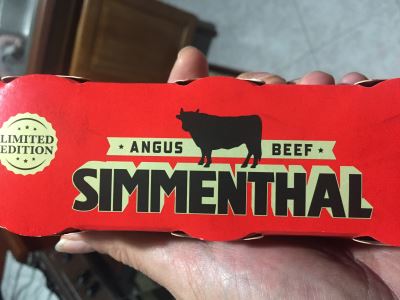 LIMITED
EDITION
ANGUS BEEF
SIMMENTHAL